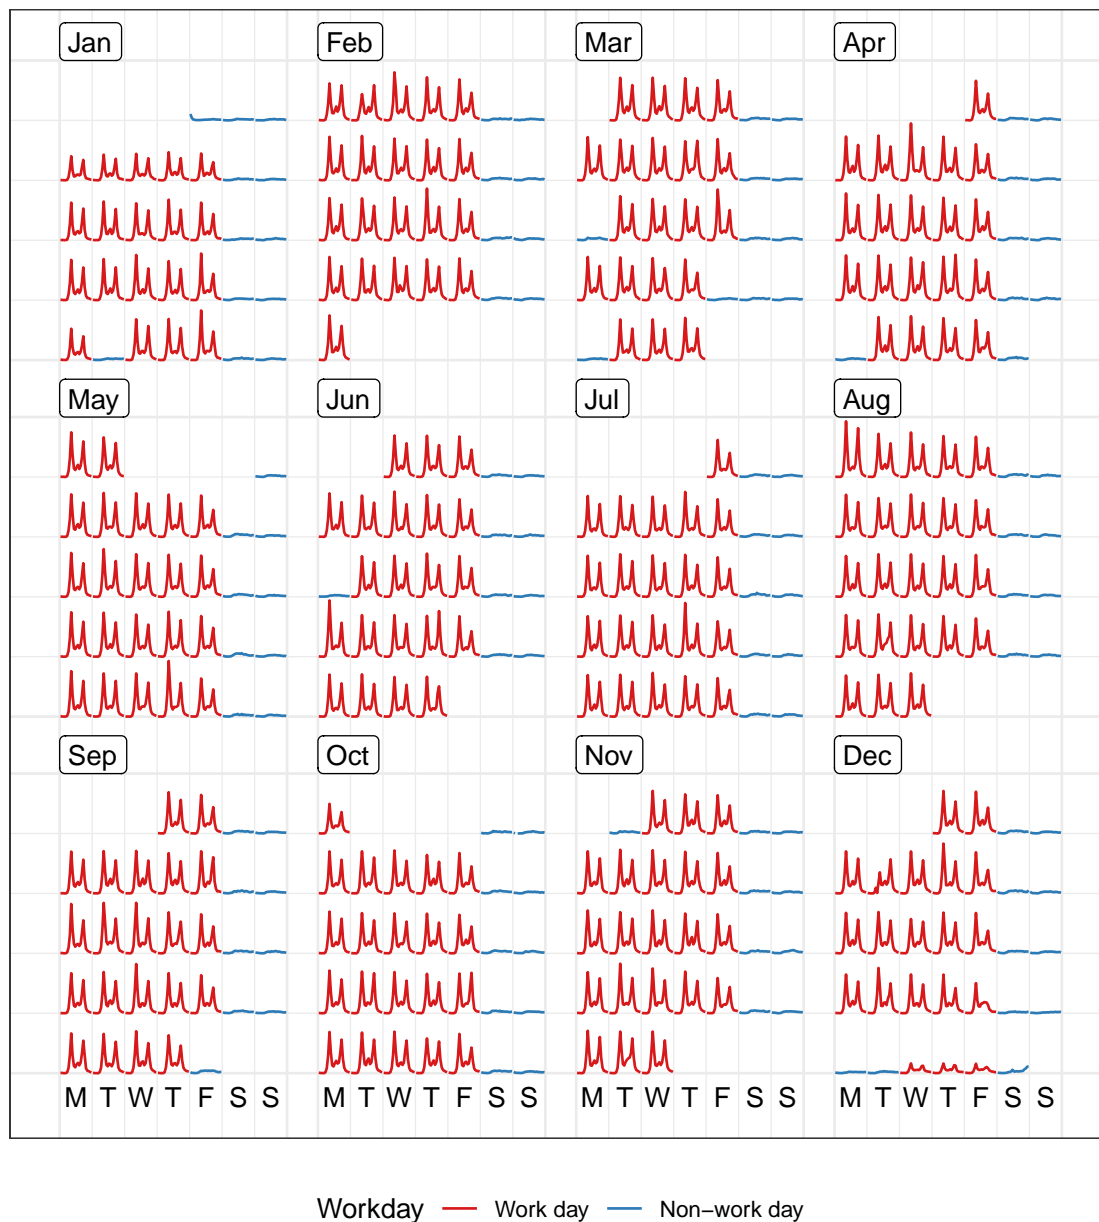 Jan Feb Mar Apr
May Jun Jul Aug
Sep Oct Nov Dec
M T W T F S S M T W T F S S M T W T F S S M T W T F S S
Workday Work day Non−work day